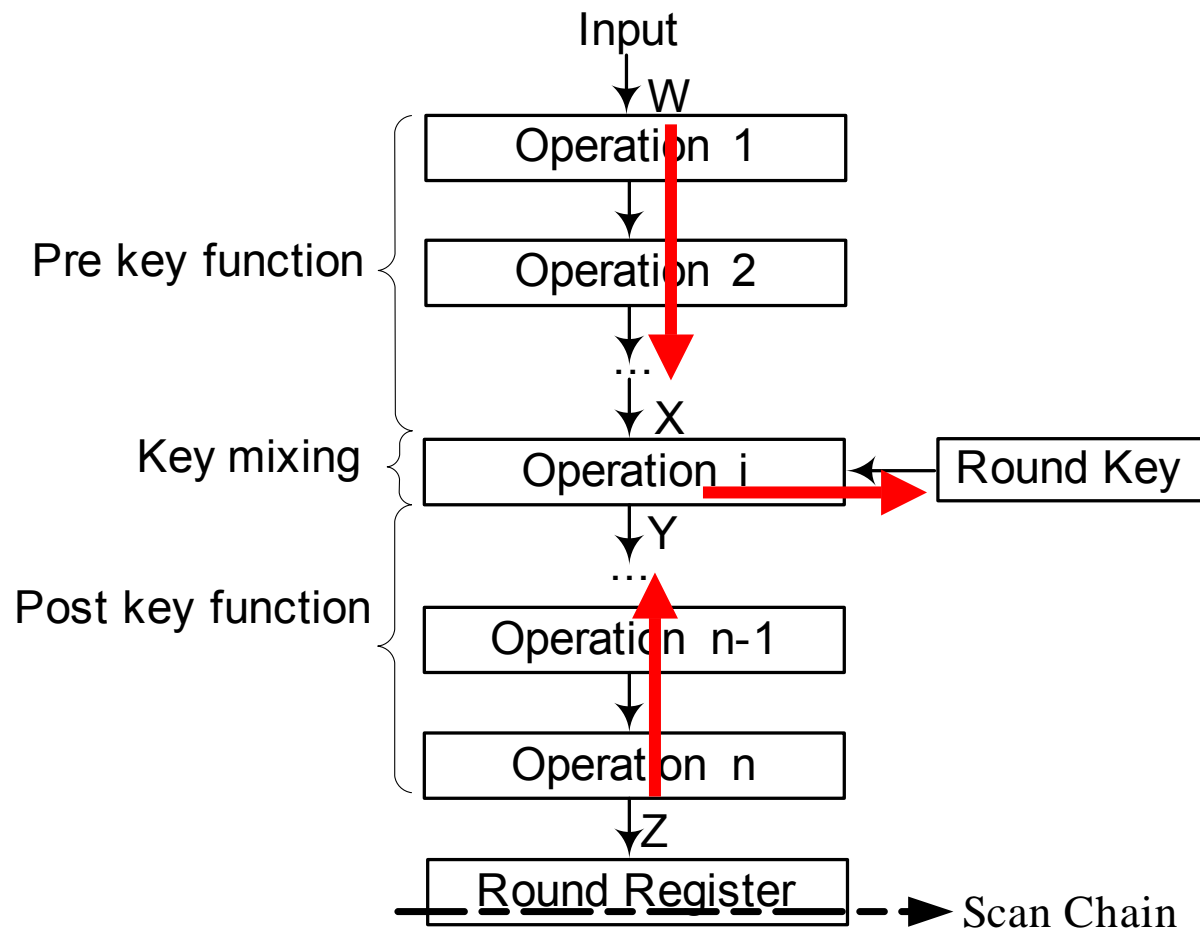 Input
W
Operation 1
Pre key function
Operation 2
...
X
Key mixing
Operation i
Round Key
Y
...
Post key function
Operation n-1
Operation n
Z
Round Register
Scan Chain